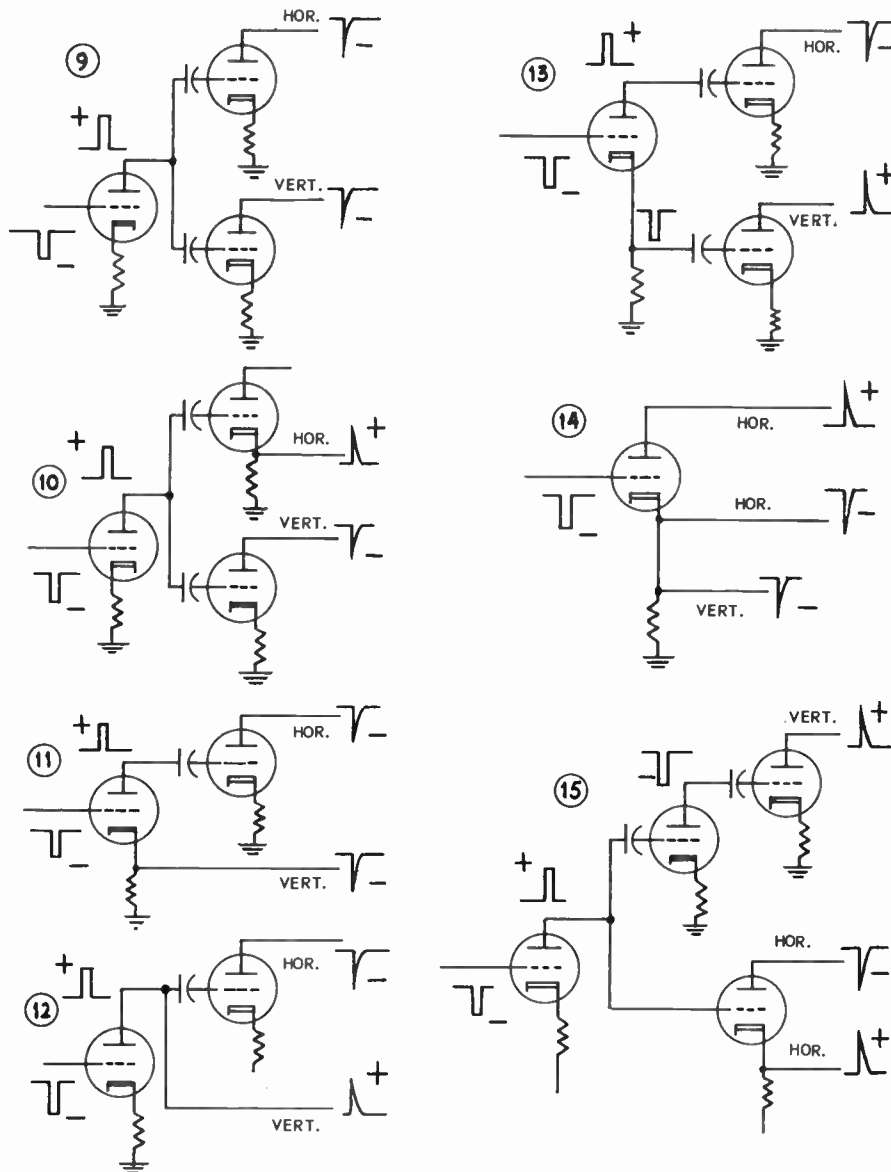 9
HOR.
−
+
VERT.
−
−
10
+
HOR.
+
VERT.
−
−
11
+
HOR.
−
−
VERT.
−
12
+
HOR.
−
−
+
VERT.
13
+
HOR.
−
−
+
VERT.
14
+
HOR.
−
HOR.
−
VERT.
−
15
VERT.
+
−
+
HOR.
−
−
HOR.
+